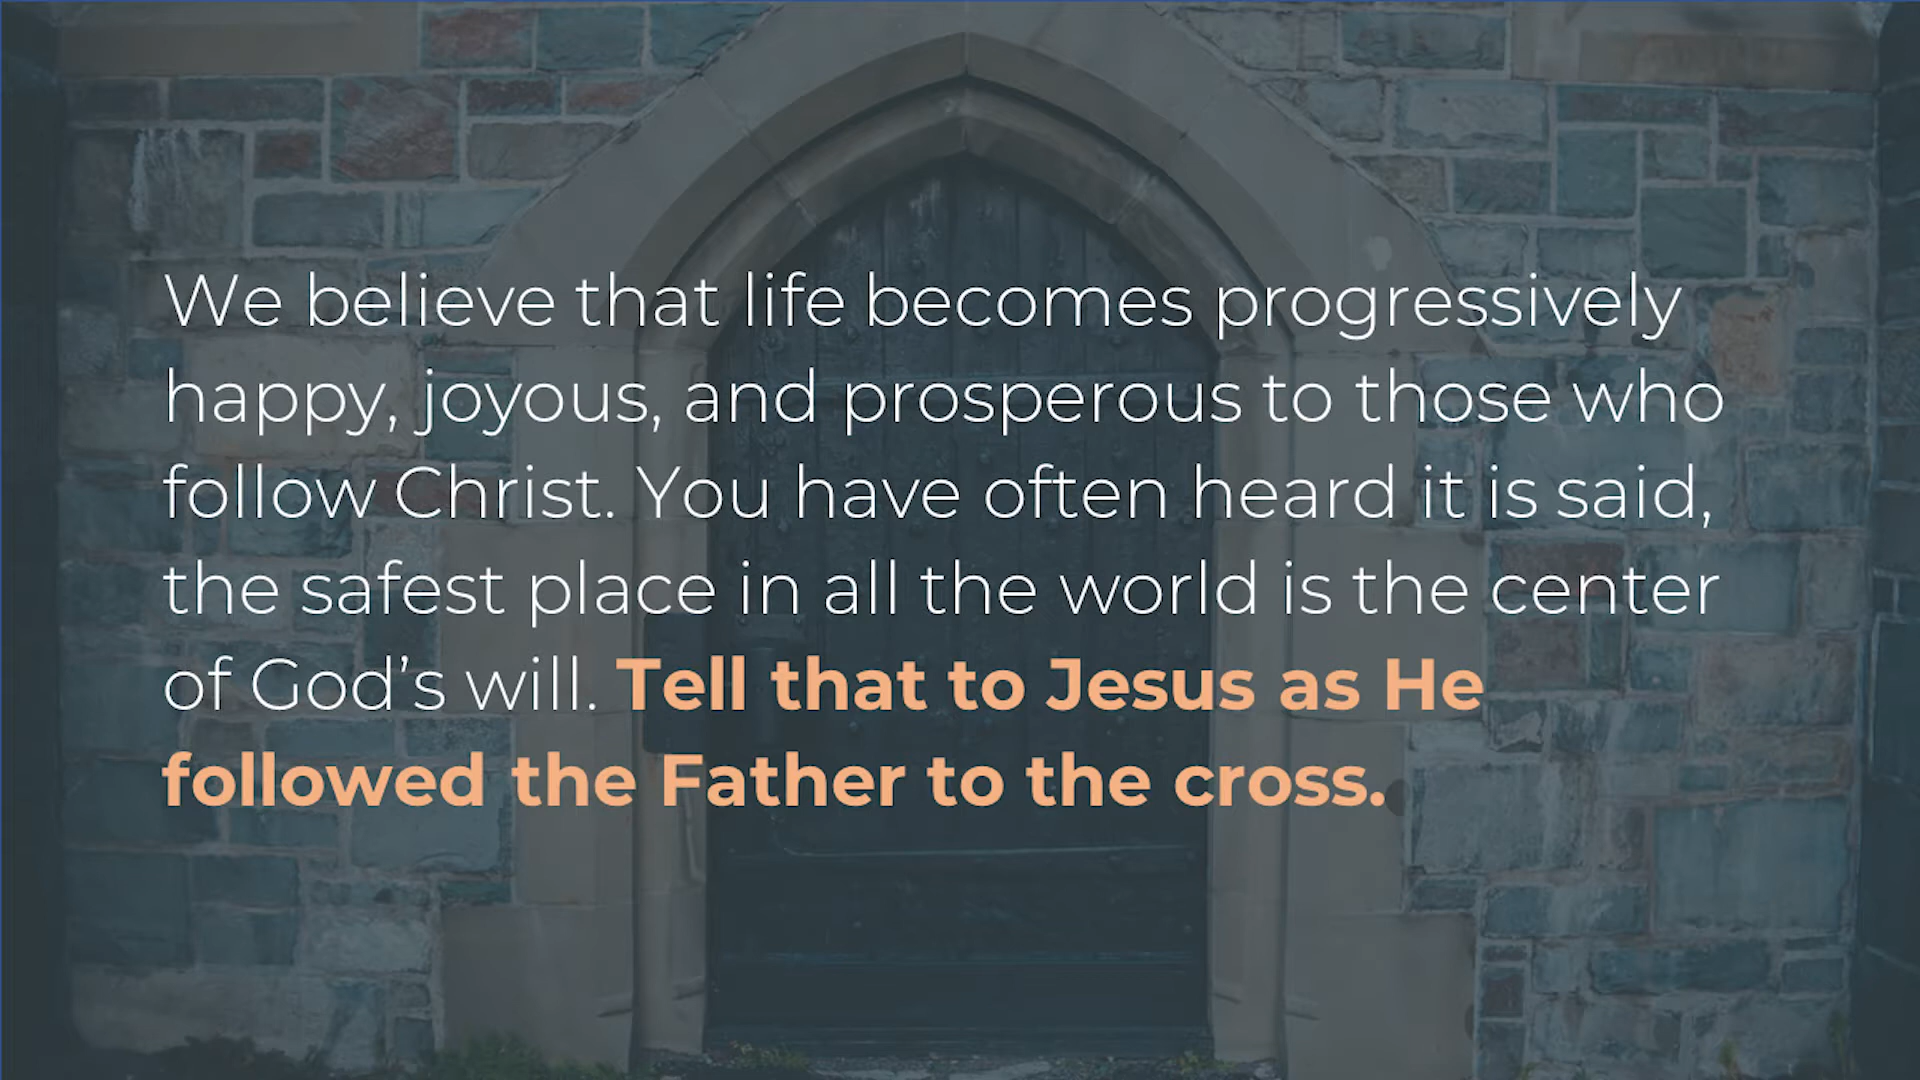 We believe that life becomes progressively
happy, joyous, and prosperous to those who
follow Christ. You have often heard it is said,
the safest place in all the world is the center
of God’s will. Tell that to Jesus as He
followed the Father to the cross.